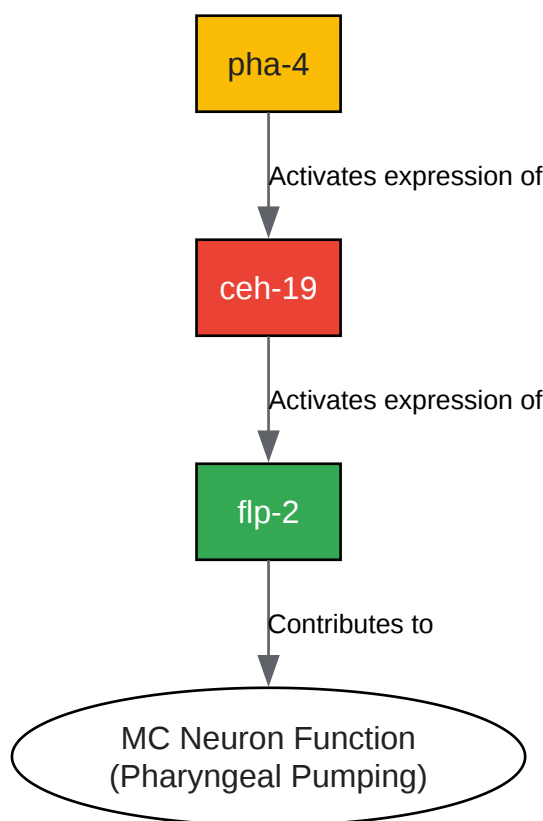 pha-4
Activates expression of
ceh-19
Activates expression of
flp-2
Contributes to
MC Neuron Function
(Pharyngeal Pumping)